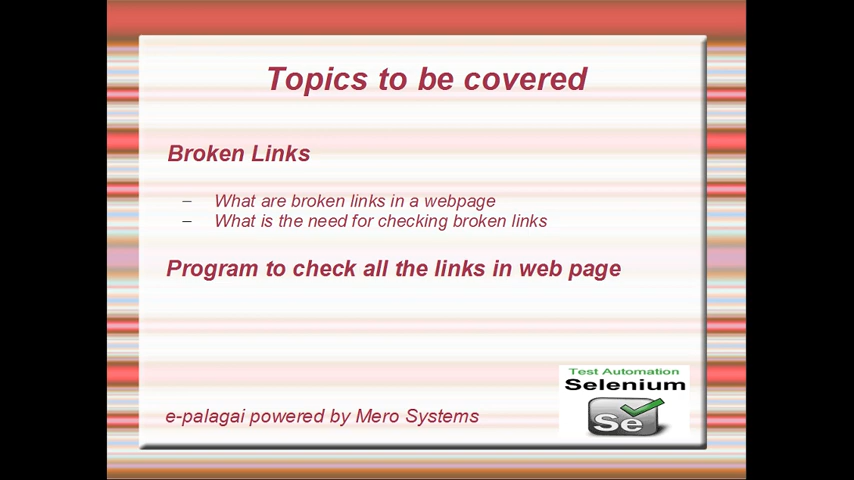 Topics to be covered
Broken Links
– What are broken links in a webpage
– What is the need for checking broken links
Program to check all the links in web page
Test Automation
Selenium
Se
e-palagai powered by Mero Systems